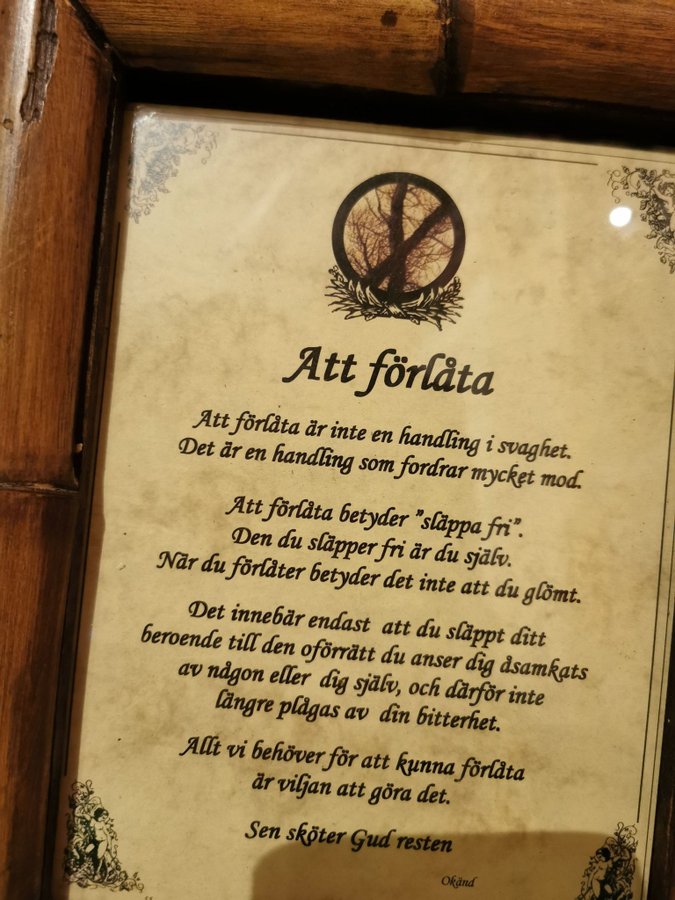 Att förlåta
Att förlåta är inte en handling i svaghet.
Det är en handling som fordrar mycket mod.
Att förlåta betyder "släppa fri".
Den du släpper fri är du själv.
När du förlåter betyder det inte att du glömt.
Det innebär endast att du släppt ditt
beroende till den oförrätt du anser dig åsamkats
av någon eller dig själv, och därför inte
längre plågas av din bitterhet.
Allt vi behöver för att kunna förlåta
är viljan att göra det.
Sen sköter Gud resten
Okänd